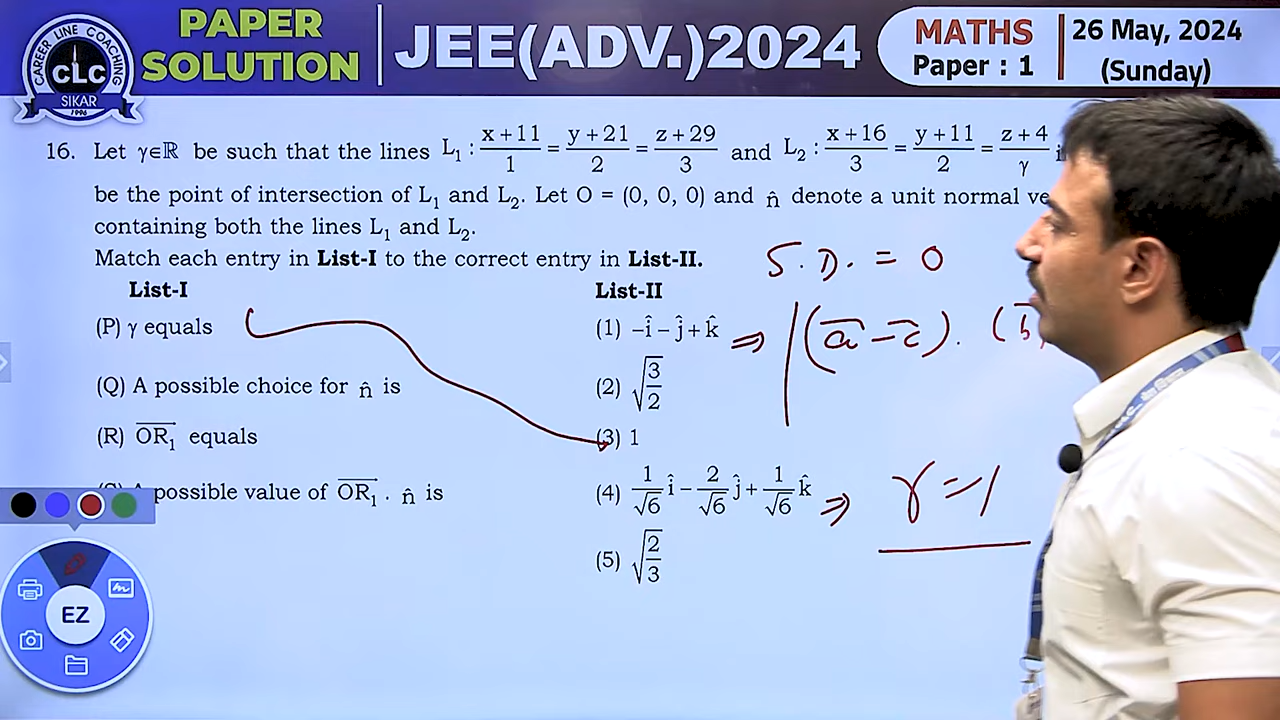 CAREER LINE COACHING
CLC
SIKAR
1996
PAPER
SOLUTION
JEE(ADV.)2024
MATHS
Paper : 1
26 May, 2024
(Sunday)
16. Let γ∈ℝ be such that the lines L₁ : (x+11)/1 = (y+21)/2 = (z+29)/3 and L₂ : (x+16)/3 = (y+11)/2 = (z+4)/γ
be the point of intersection of L₁ and L₂. Let O = (0, 0, 0) and n̂ denote a unit normal ve
containing both the lines L₁ and L₂.
Match each entry in List-I to the correct entry in List-II.
S.D. = 0
List-I List-II
(P) γ equals (1) −î − ĵ + k̂ ⇒ |(a̅ − c̅) . (b̅
(Q) A possible choice for n̂ is (2) √(3/2)
(R) OR₁→ equals (3) 1
possible value of OR₁→ . n̂ is (4) 1/√6 î − 2/√6 ĵ + 1/√6 k̂ ⇒ γ = 1
(5) √(2/3)
EZ